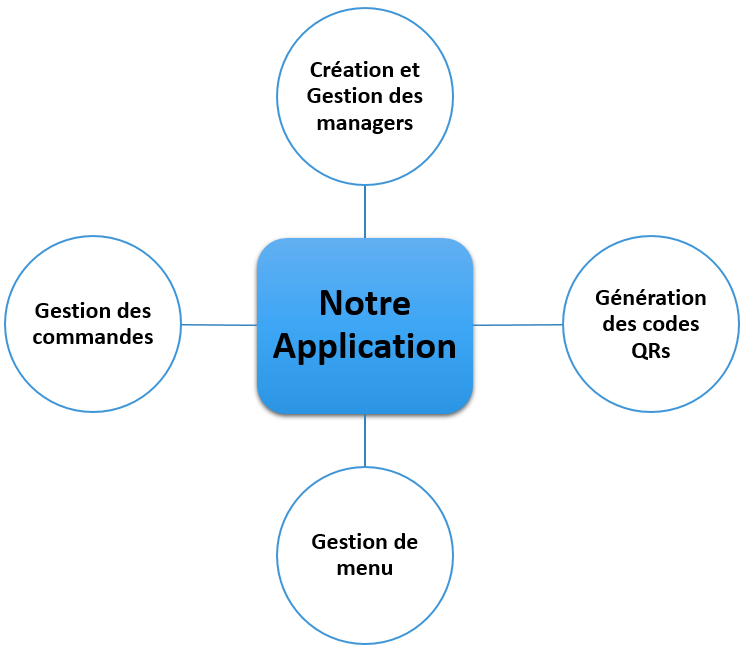 Création et
Gestion des
managers
Gestion des
commandes
Notre
Application
Génération
des codes
QRs
Gestion de
menu